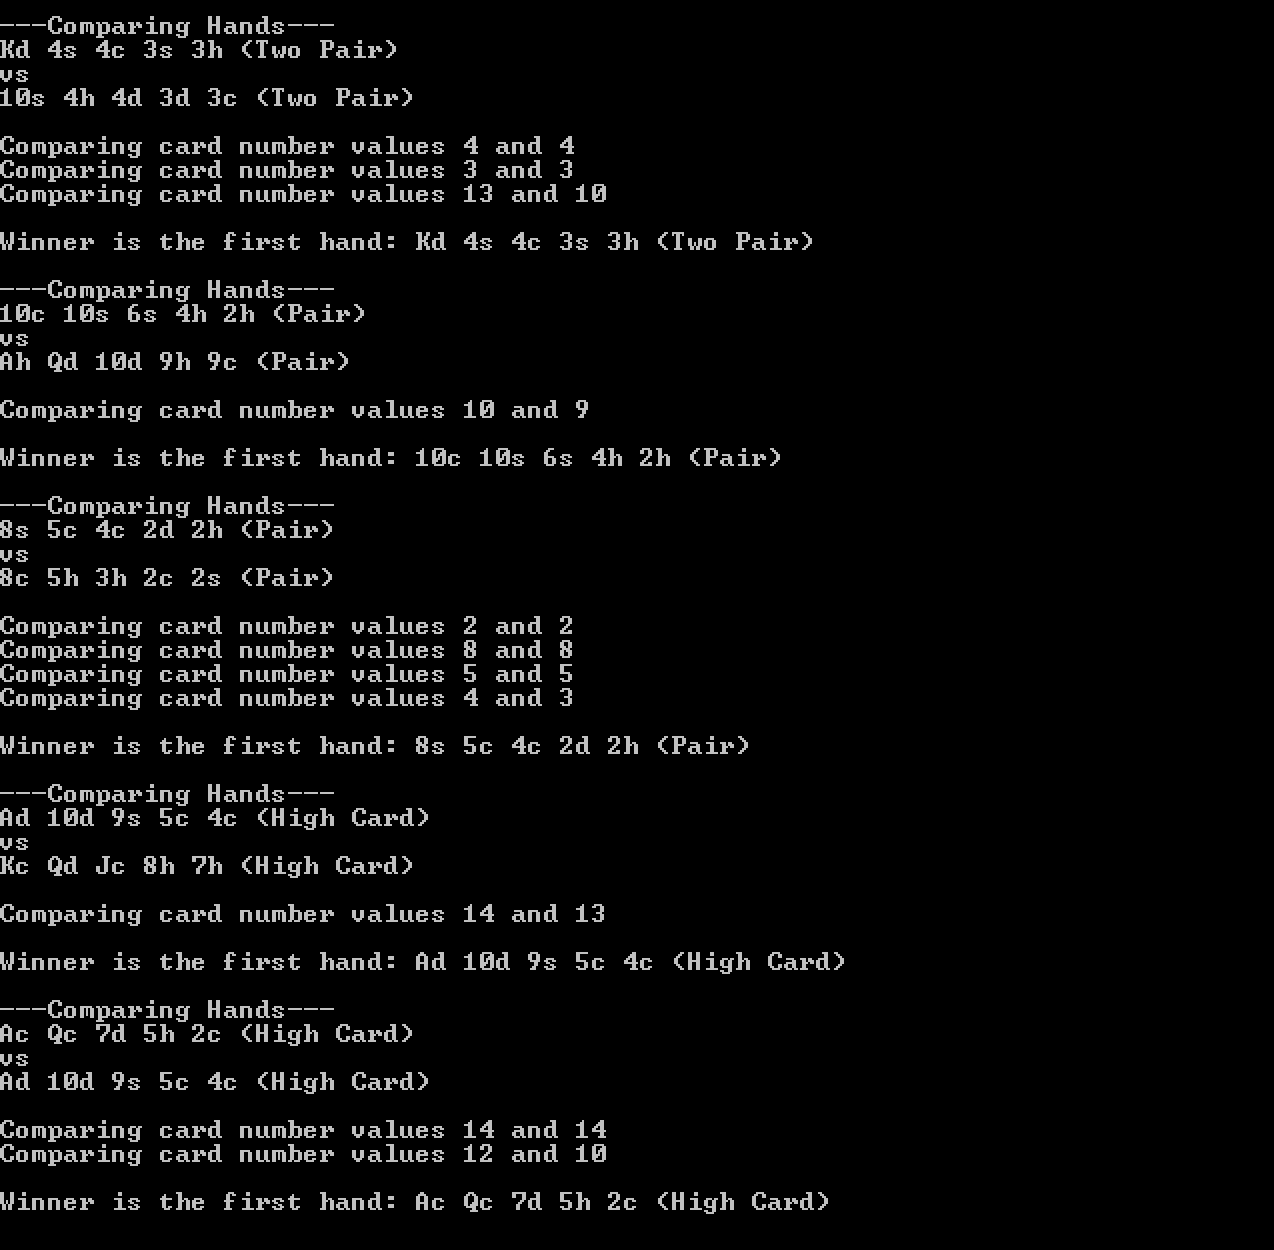 ---Comparing Hands---
Kd 4s 4c 3s 3h (Two Pair)
vs
10s 4h 4d 3d 3c (Two Pair)
Comparing card number values 4 and 4
Comparing card number values 3 and 3
Comparing card number values 13 and 10
Winner is the first hand: Kd 4s 4c 3s 3h (Two Pair)
---Comparing Hands---
10c 10s 6s 4h 2h (Pair)
vs
Ah Qd 10d 9h 9c (Pair)
Comparing card number values 10 and 9
Winner is the first hand: 10c 10s 6s 4h 2h (Pair)
---Comparing Hands---
8s 5c 4c 2d 2h (Pair)
vs
8c 5h 3h 2c 2s (Pair)
Comparing card number values 2 and 2
Comparing card number values 8 and 8
Comparing card number values 5 and 5
Comparing card number values 4 and 3
Winner is the first hand: 8s 5c 4c 2d 2h (Pair)
---Comparing Hands---
Ad 10d 9s 5c 4c (High Card)
vs
Kc Qd Jc 8h 7h (High Card)
Comparing card number values 14 and 13
Winner is the first hand: Ad 10d 9s 5c 4c (High Card)
---Comparing Hands---
Ac Qc 7d 5h 2c (High Card)
vs
Ad 10d 9s 5c 4c (High Card)
Comparing card number values 14 and 14
Comparing card number values 12 and 10
Winner is the first hand: Ac Qc 7d 5h 2c (High Card)